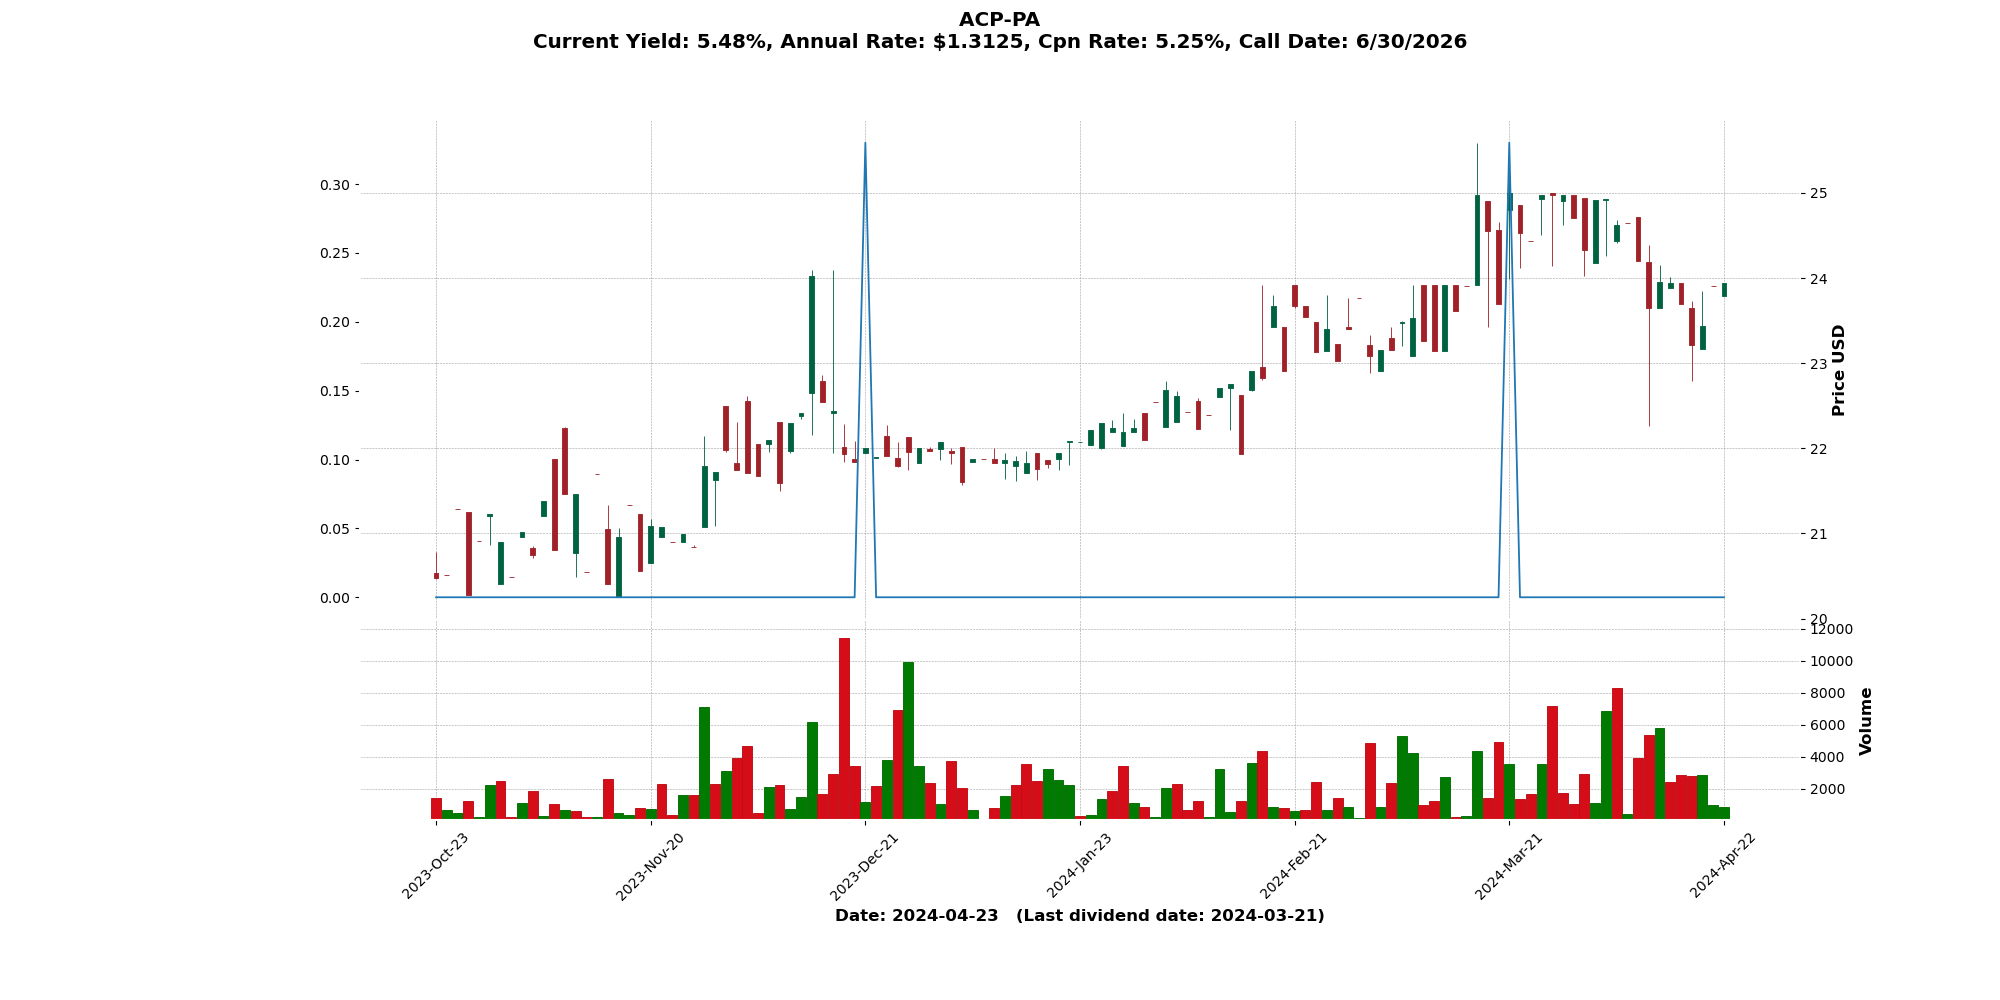 ACP-PA
Current Yield: 5.48%, Annual Rate: $1.3125, Cpn Rate: 5.25%, Call Date: 6/30/2026
0.30
0.25
0.20
0.15
0.10
0.05
0.00
25
24
23
22
21
20
Price USD
12000
10000
8000
6000
4000
2000
Volume
2023-Oct-23
2023-Nov-20
2023-Dec-21
2024-Jan-23
2024-Feb-21
2024-Mar-21
2024-Apr-22
Date: 2024-04-23 (Last dividend date: 2024-03-21)